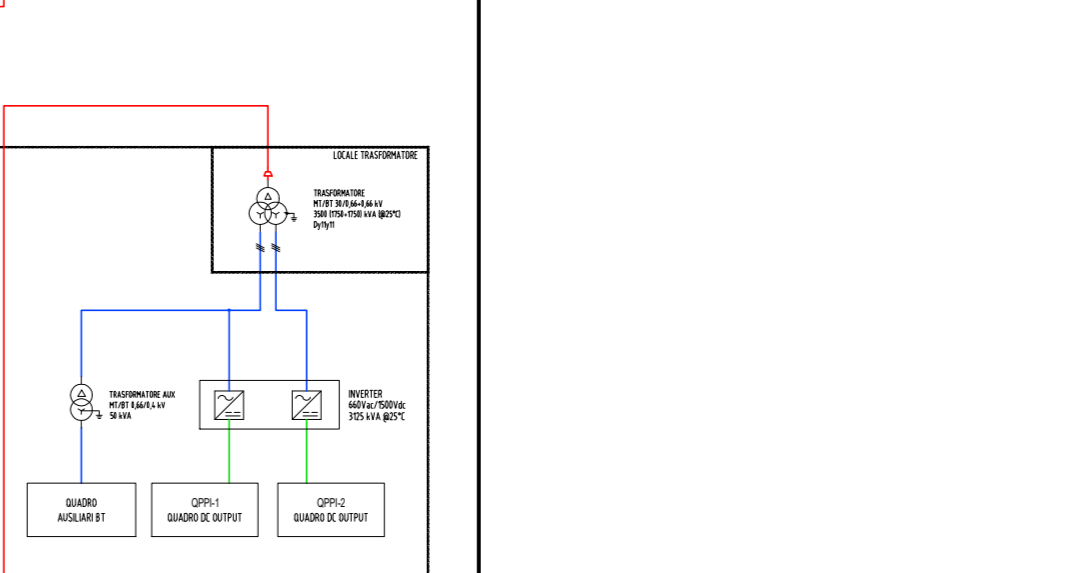 LOCALE TRASFORMATORE
TRASFORMATORE
MT/BT 30/0,66+0,66 kV
3500 (1750+1750) kVA (@25°C)
Dy11y11
TRASFORMATORE AUX
MT/BT 0,66/0,4 kV
50 kVA
INVERTER
660Vac/1500Vdc
3125 kVA @25°C
QUADRO
AUSILIARI BT
QPPI-1
QUADRO DC OUTPUT
QPPI-2
QUADRO DC OUTPUT